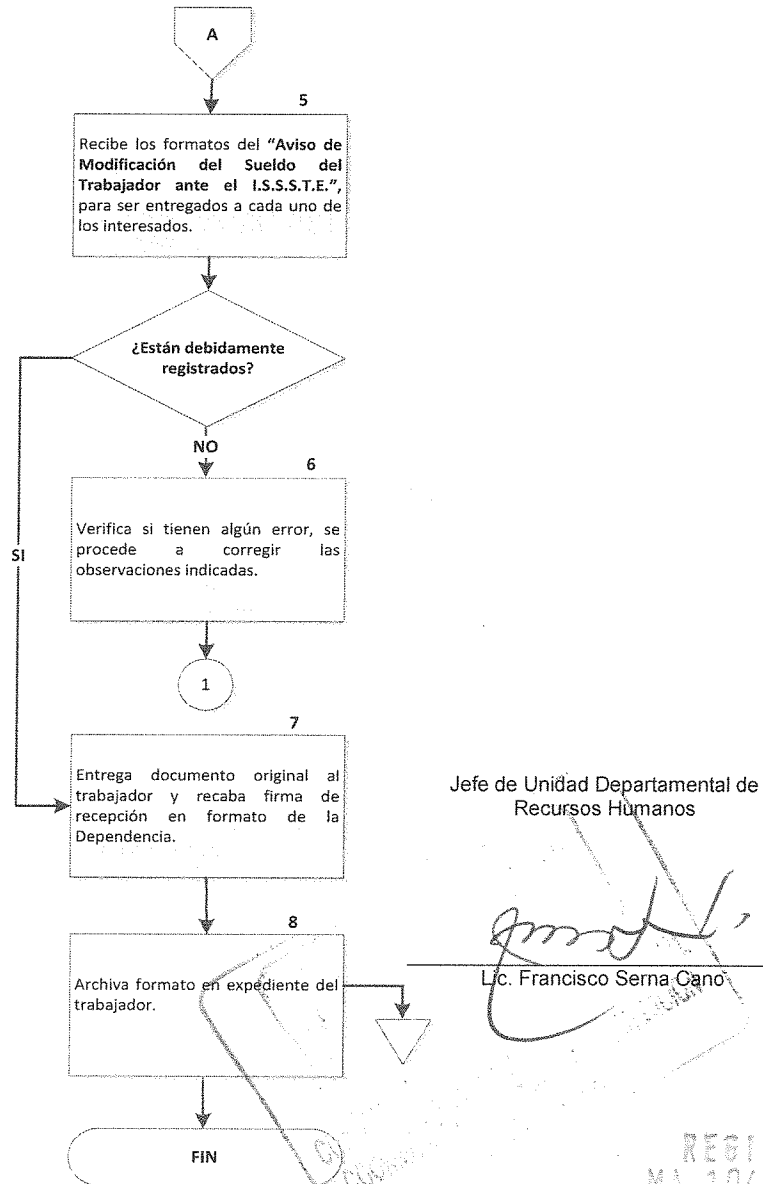 A
5
Recibe los formatos del "Aviso de
Modificación del Sueldo del
Trabajador ante el I.S.S.S.T.E.",
para ser entregados a cada uno de
los interesados.
¿Están debidamente
registrados?
NO
6
SI
Verifica si tienen algún error, se
procede a corregir las
observaciones indicadas.
1
7
Entrega documento original al
trabajador y recaba firma de
recepción en formato de la
Dependencia.
Jefe de Unidad Departamental de
Recursos Humanos
8
Archiva formato en expediente del
trabajador.
Lic. Francisco Serna Cano
FIN